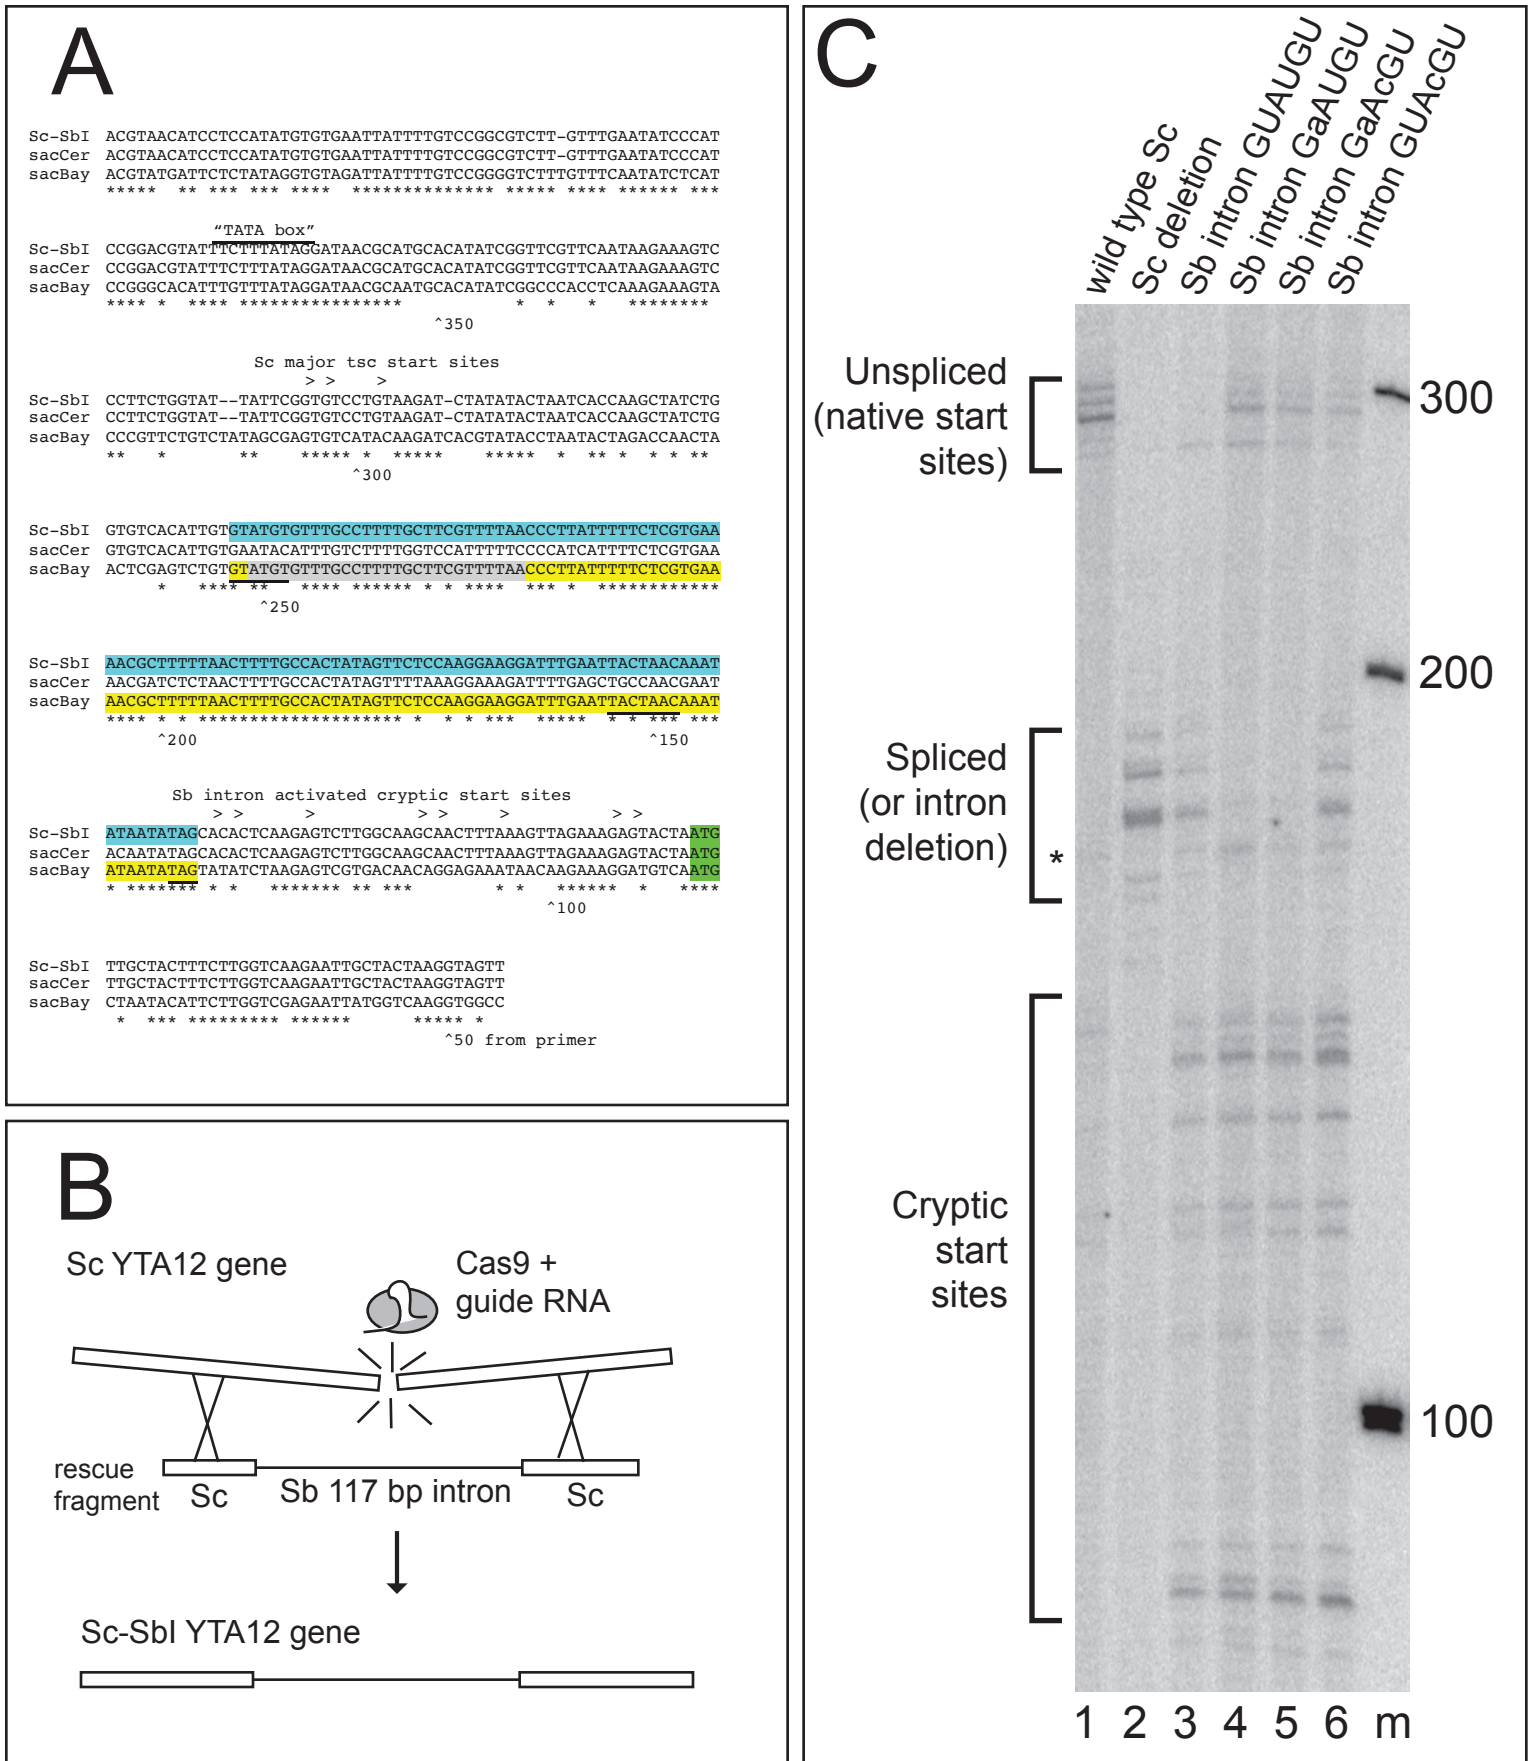 A
Sc-SbI ACGTAACATCCTCCATATGTGTGAATTATTTTGTCCGGCGTCTT-GTTTGAATATCCCAT
sacCer ACGTAACATCCTCCATATGTGTGAATTATTTTGTCCGGCGTCTT-GTTTGAATATCCCAT
sacBay ACGTATGATTCTCTATAGGTGTAGATTATTTTGTCCGGGGTCTTTGTTTCAATATCTCAT
***** ** *** *** **** **************** ***** **** ****** ***
"TATA box"
Sc-SbI CCGGACGTATTTCTTTATAGGATAACGCATGCACATATCGGTTCGTTCAATAAGAAAGTC
sacCer CCGGACGTATTTCTTTATAGGATAACGCATGCACATATCGGTTCGTTCAATAAGAAAGTC
sacBay CCGGGCACATTTGTTTATAGGATAACGCAATGCACATATCGGCCCACCTCAAAGAAAGTA
**** * ** **************** * * * ********
^350
Sc major tsc start sites
> > >
Sc-SbI CCTTCTGGTAT--TATTCGGTGTCCTGTAAGAT-CTATATACTAATCACCAAGCTATCTG
sacCer CCTTCTGGTAT--TATTCGGTGTCCTGTAAGAT-CTATATACTAATCACCAAGCTATCTG
sacBay CCCGTTCTGTCTATAGCGAGTGTCATACAAGATCACGTATACCTAATACTAGACCAACTA
** * ** ***** * ***** ***** * ** * * * **
^300
Sc-SbI GTGTCACATTGTGTATGTGTTTGCCTTTTGCTTCGTTTTAACCCTTATTTTTCTCGTGAA
sacCer GTGTCACATTGTGAATACATTTGTCTTTTGGTCCATTTTTCCCCATCATTTTCTCGTGAA
sacBay ACTCGAGTCTGTGTATGTGTTTGCCTTTTGCTTCGTTTTAACCCTTATTTTTCTCGTGAA
* **** ** **** ****** * * **** ** * ************
^250
Sc-SbI AACGCTTTTTAACTTTTGCCACTATAGTTCTCCAAGGAAGGATTTGAATTACTAACAAAT
sacCer AACGATCTCTAACTTTTGCCACTATAGTTTTAAAGGAAAGATTTTGAGCTGCCAACGAAT
sacBay AACGCTTTTTAACTTTTGCCACTATAGTTCTCCAAGGAAGGATTTGAATTACTAACAAAT
**** * * ********************* * * * *** ***** * * *** ***
^200 ^150
Sb intron activated cryptic start sites
> > > > > > > >
Sc-SbI ATAATATAGCACACTCAAGAGTCTTGGCAAGCAACTTTAAAGTTAGAAAGAGTACTAATG
sacCer ACAATATAGCACACTCAAGAGTCTTGGCAAGCAACTTTAAAGTTAGAAAGAGTACTAATG
sacBay ATAATATAGTATATCTAAGAGTCGTGACAACAGGAGAAATAACAAGAAAGGATGTCAATG
* ******* * * ******* ** *** * * ****** * ****
^100
Sc-SbI TTGCTACTTTCTTGGTCAAGAATTGCTACTAAGGTAGTT
sacCer TTGCTACTTTCTTGGTCAAGAATTGCTACTAAGGTAGTT
sacBay CTAATACATTCTTGGTCGAGAATTATGGTCAAGGTGGCC
* *** ********* ****** ***** *
^50 from primer
B
Sc YTA12 gene
Cas9 +
guide RNA
rescue
fragment
Sc
Sb 117 bp intron
Sc
Sc-SbI YTA12 gene
C
wild type Sc
Sc deletion
Sb intron GUAUGU
Sb intron GaAUGU
Sb intron GaAcGU
Sb intron GUAcGU
Unspliced
(native start
sites)
300
200
Spliced
(or intron
deletion)
*
Cryptic
start
sites
100
1 2 3 4 5 6 m